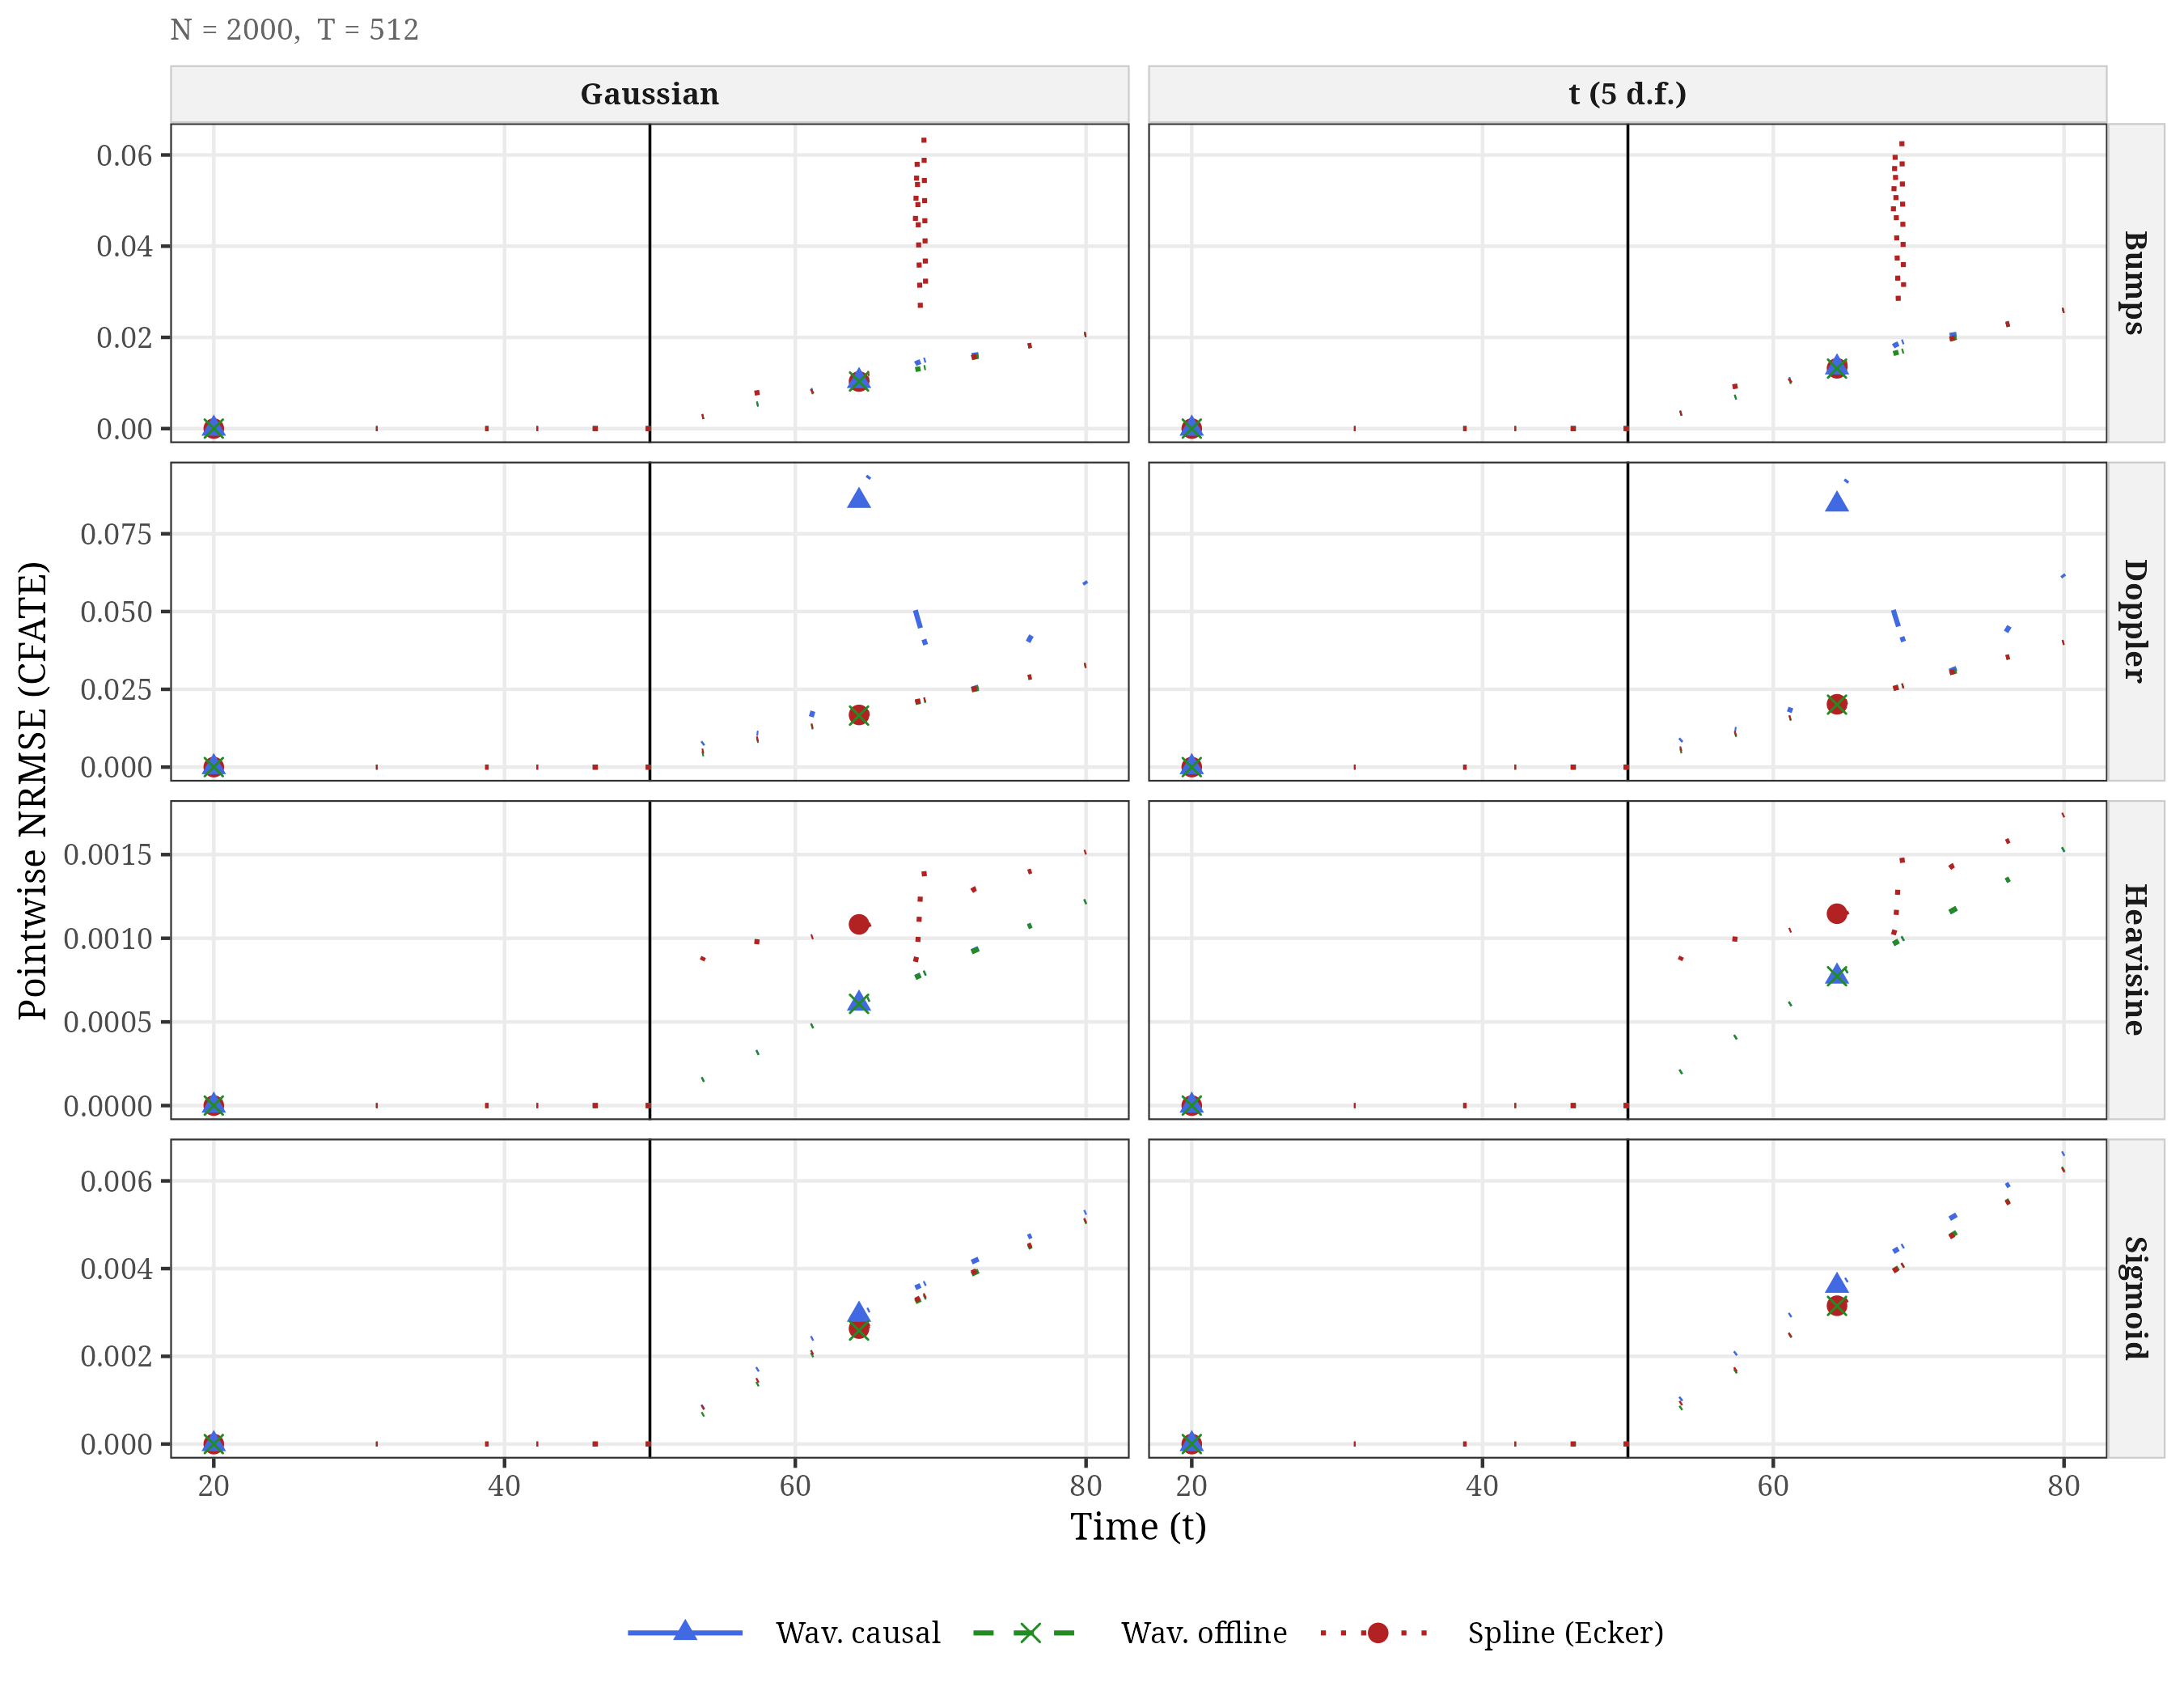 N = 2000,  T = 512
Gaussian
t (5 d.f.)
0.06
0.04
0.02
0.00
Bumps
0.075
0.050
0.025
0.000
Doppler
0.0015
0.0010
0.0005
0.0000
Heavisine
0.006
0.004
0.002
0.000
Sigmoid
Pointwise NRMSE (CFATE)
20 40 60 80 20 40 60 80
Time (t)
Wav. causal Wav. offline Spline (Ecker)